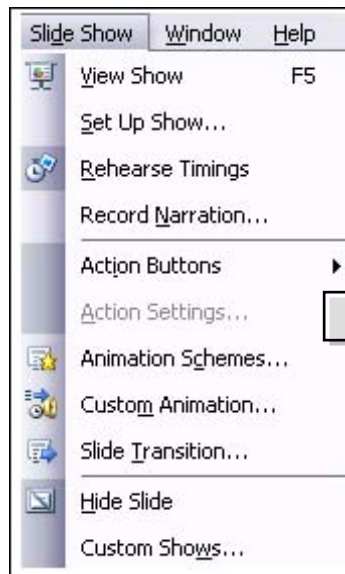 Slide Show Window Help
View Show F5
Set Up Show...
Rehearse Timings
Record Narration...
Action Buttons
Action Settings...
Animation Schemes...
Custom Animation...
Slide Transition...
Hide Slide
Custom Shows...